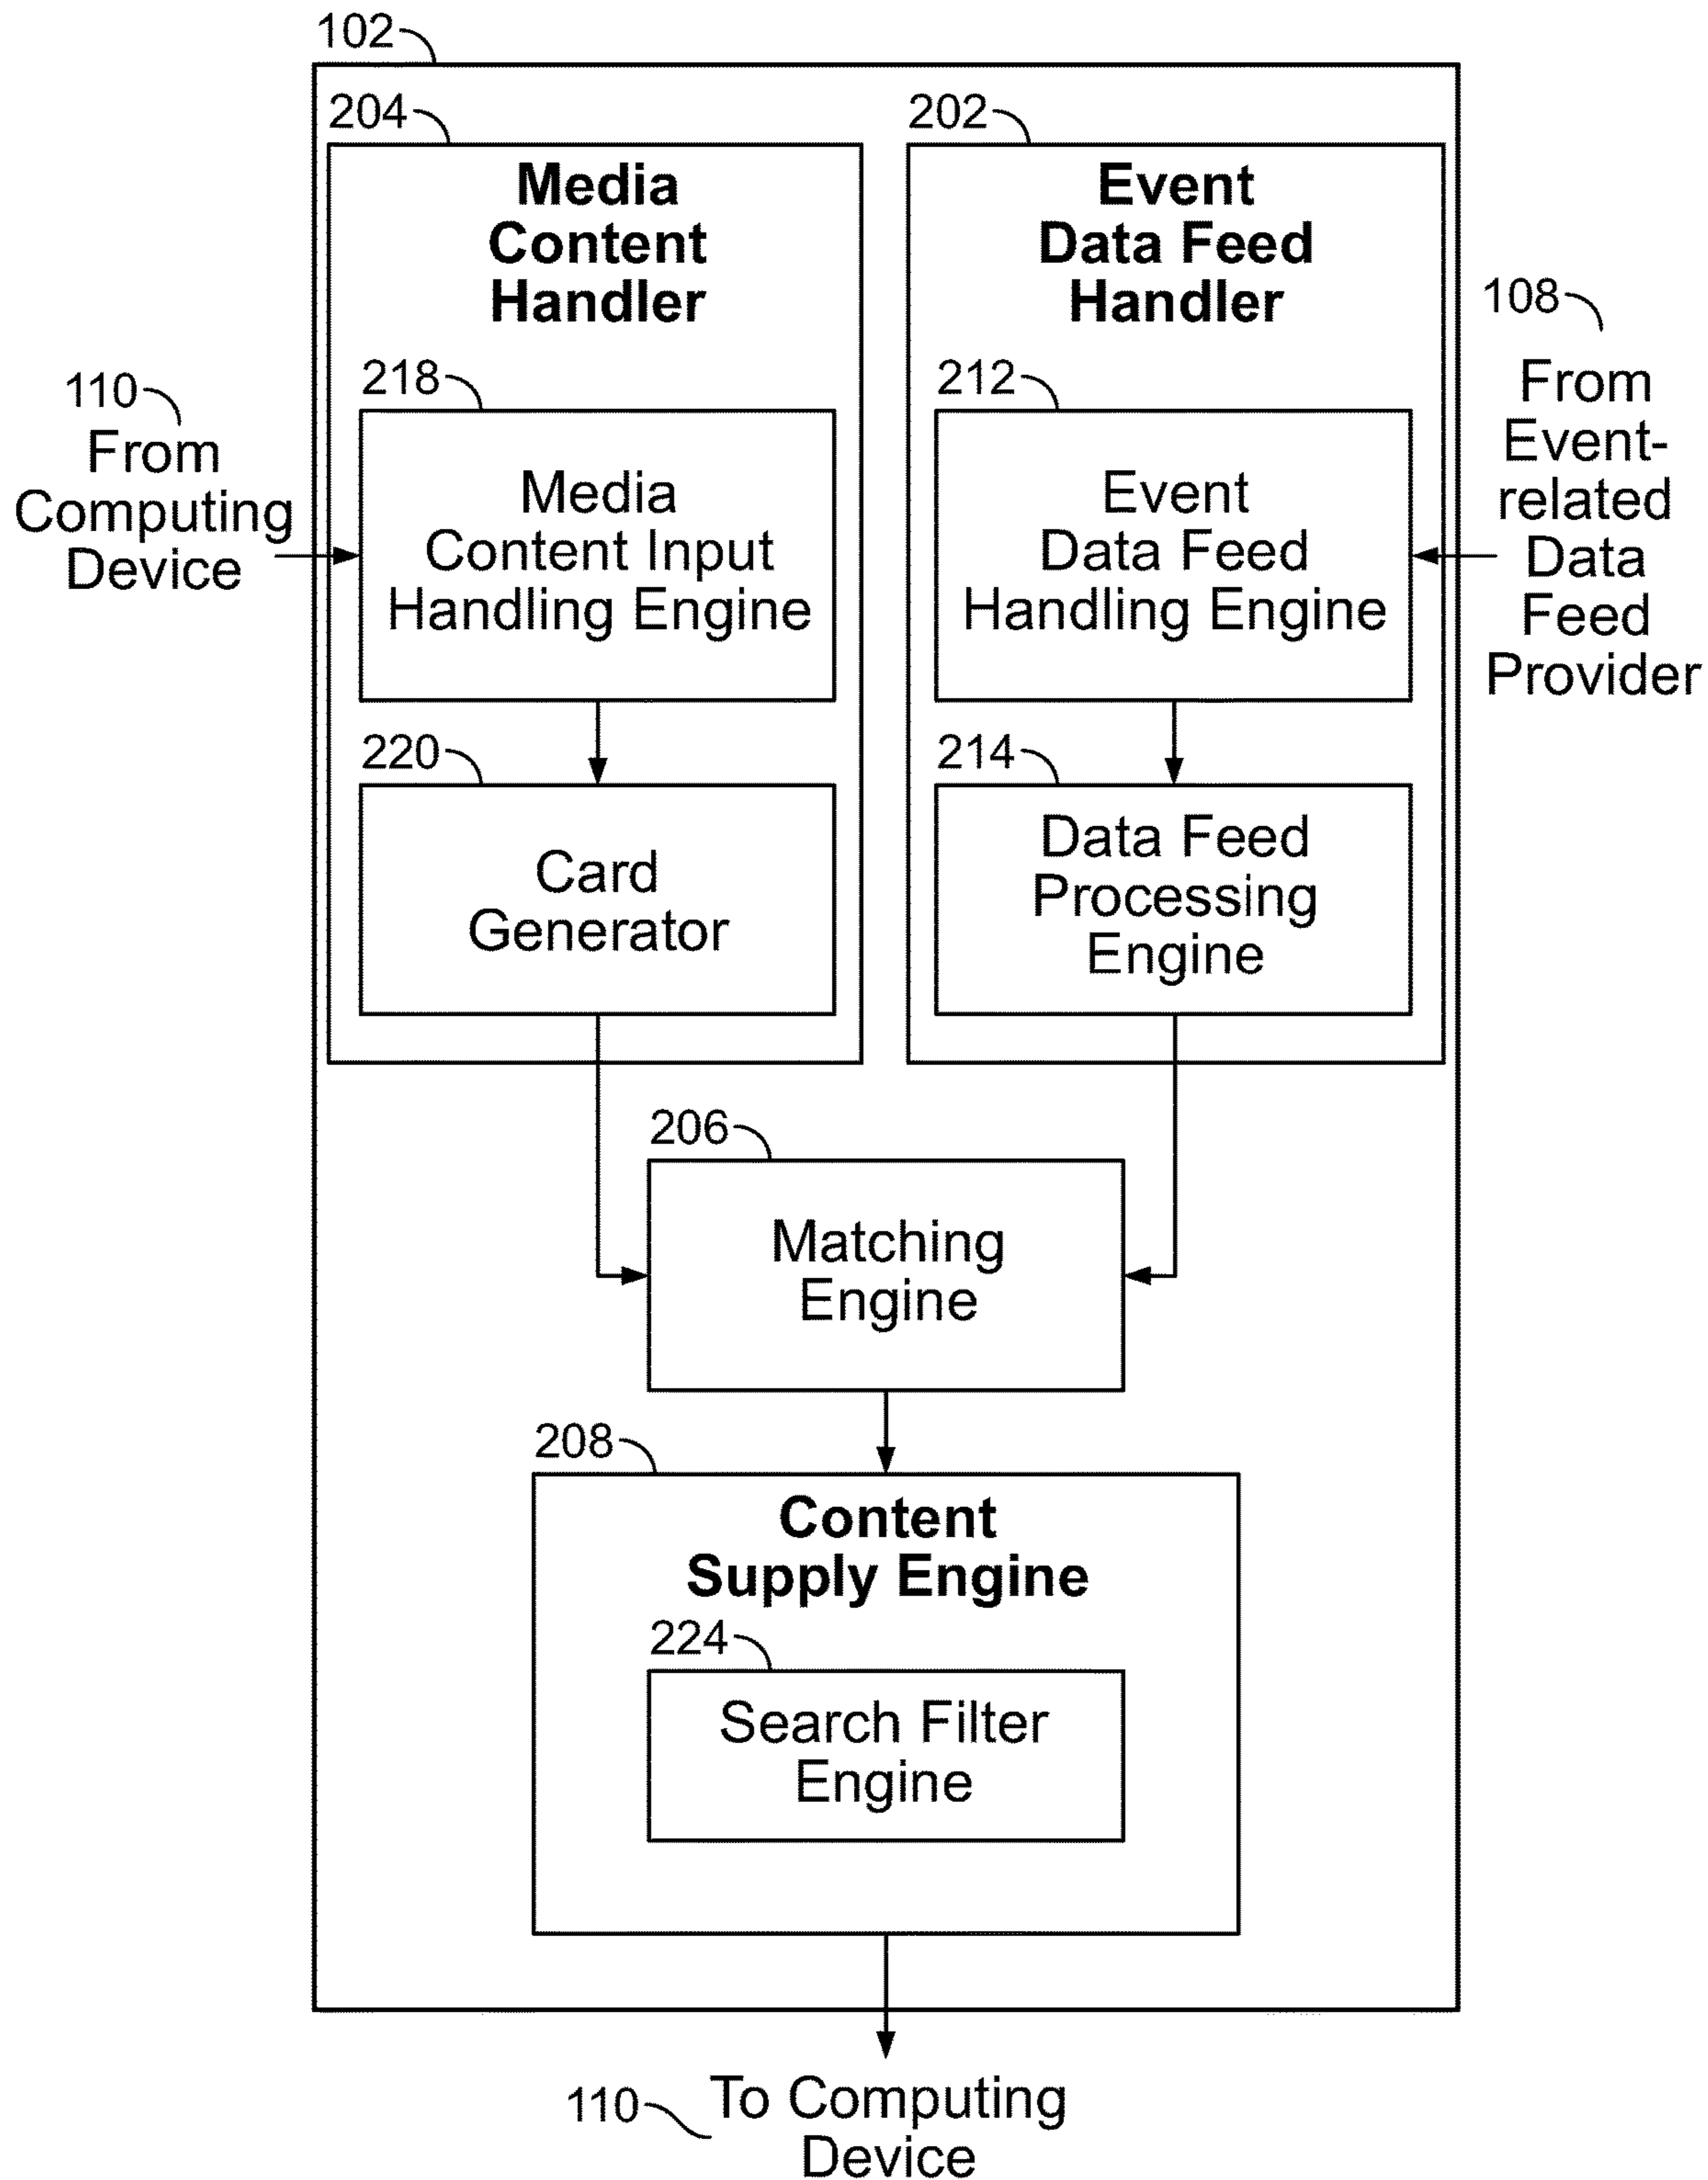 102
204
Media
Content
Handler
202
Event
Data Feed
Handler
108
From
Event-
related
Data
Feed
Provider
110
From
Computing
Device
218
Media
Content Input
Handling Engine
212
Event
Data Feed
Handling Engine
220
Card
Generator
214
Data Feed
Processing
Engine
206
Matching
Engine
208
Content
Supply Engine
224
Search Filter
Engine
110
To Computing
Device